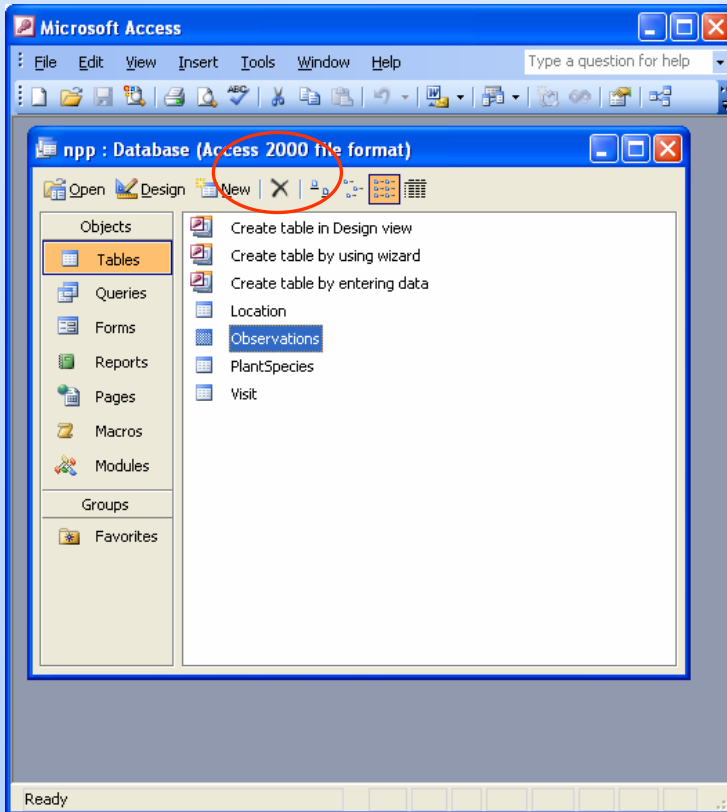 Microsoft Access
File Edit View Insert Tools Window Help Type a question for help
ABC W
npp : Database (Access 2000 file format)
Open Design New
Objects
Tables
Queries
Forms
Reports
Pages
Macros
Modules
Groups
Favorites
Create table in Design view
Create table by using wizard
Create table by entering data
Location
Observations
PlantSpecies
Visit
Ready